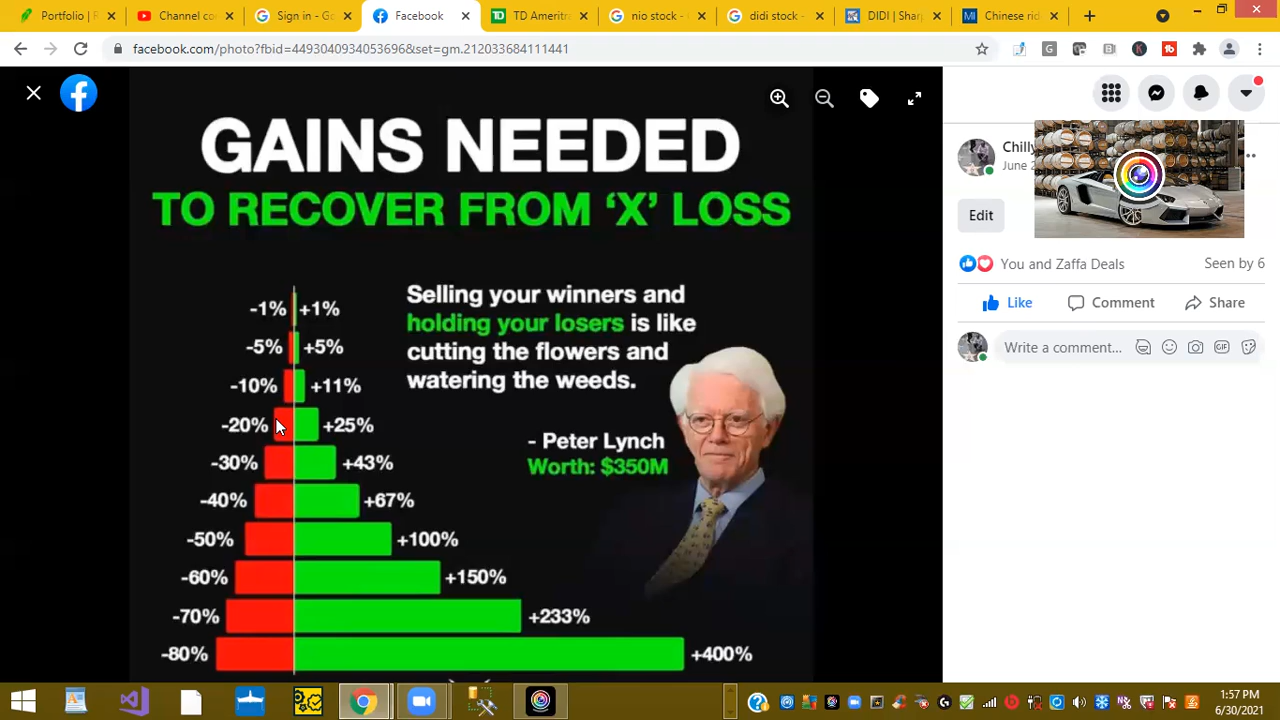 Portfolio | R
Channel co
Sign in - Go
Facebook
TD Ameritra
nio stock -
didi stock -
DIDI | Shar
Chinese rid
facebook.com/photo?fbid=4493040934053696&set=gm.212033684111441
GAINS NEEDED
TO RECOVER FROM ‘X’ LOSS
-1% +1%
-5% +5%
-10% +11%
-20% +25%
-30% +43%
-40% +67%
-50% +100%
-60% +150%
-70% +233%
-80% +400%
Selling your winners and
holding your losers is like
cutting the flowers and
watering the weeds.
- Peter Lynch
Worth: $350M
Chilly
June 2
Edit
You and Zaffa Deals
Seen by 6
Like
Comment
Share
Write a comment...
GIF
1:57 PM
6/30/2021